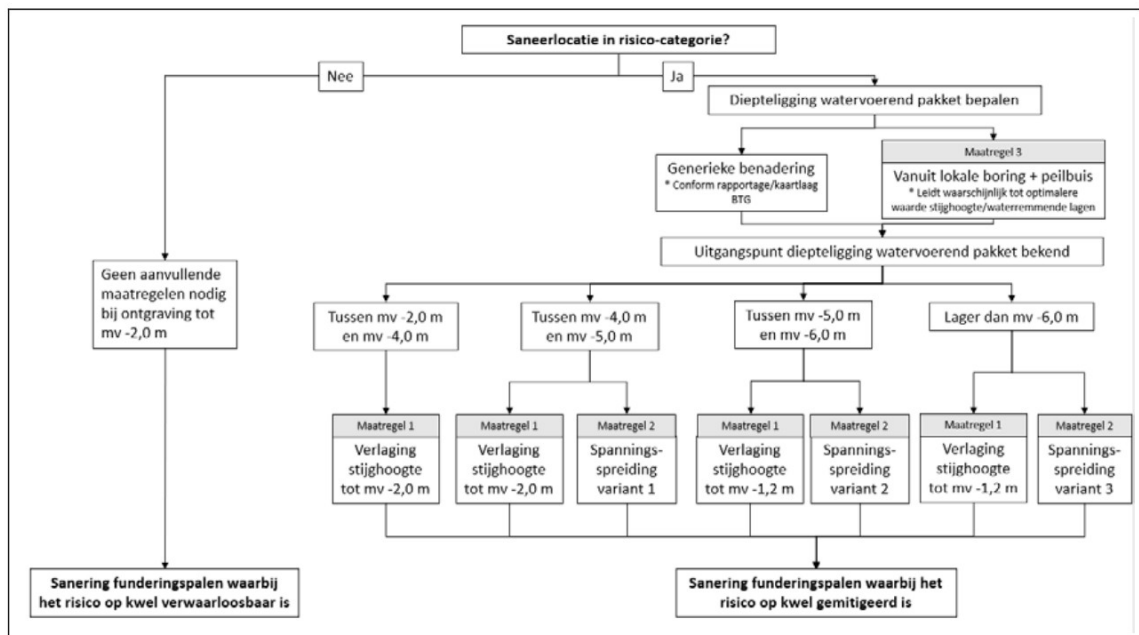 Saneerlocatie in risico-categorie?
Nee
Ja
Diepteligging watervoerend pakket bepalen
Generieke benadering
* Conform rapportage/kaartlaag
BTG
Maatregel 3
Vanuit lokale boring + peilbuis
* Leidt waarschijnlijk tot optimalere
waarde stijghoogte/waterremmende lagen
Uitgangspunt diepteligging watervoerend pakket bekend
Geen aanvullende
maatregelen nodig
bij ontgraving tot
mv -2,0 m
Tussen mv -2,0 m
en mv -4,0 m
Tussen mv -4,0 m
en mv -5,0 m
Tussen mv -5,0 m
en mv -6,0 m
Lager dan mv -6,0 m
Maatregel 1
Verlaging
stijghoogte
tot mv -2,0 m
Maatregel 1
Verlaging
stijghoogte
tot mv -2,0 m
Maatregel 2
Spannings-
spreiding
variant 1
Maatregel 1
Verlaging
stijghoogte
tot mv -1,2 m
Maatregel 2
Spannings-
spreiding
variant 2
Maatregel 1
Verlaging
stijghoogte
tot mv -1,2 m
Maatregel 2
Spannings-
spreiding
variant 3
Sanering funderingspalen waarbij
het risico op kwel verwaarloosbaar is
Sanering funderingspalen waarbij het
risico op kwel gemitigeerd is